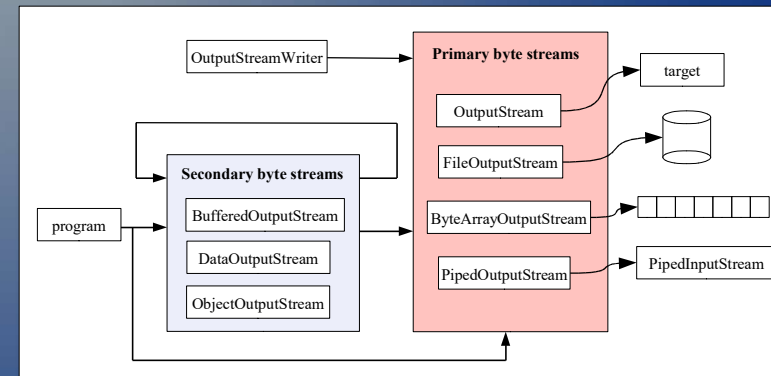 OutputStreamWriter
Primary byte streams
target
OutputStream
FileOutputStream
Secondary byte streams
BufferedOutputStream
ByteArrayOutputStream
program
DataOutputStream
PipedOutputStream
PipedInputStream
ObjectOutputStream